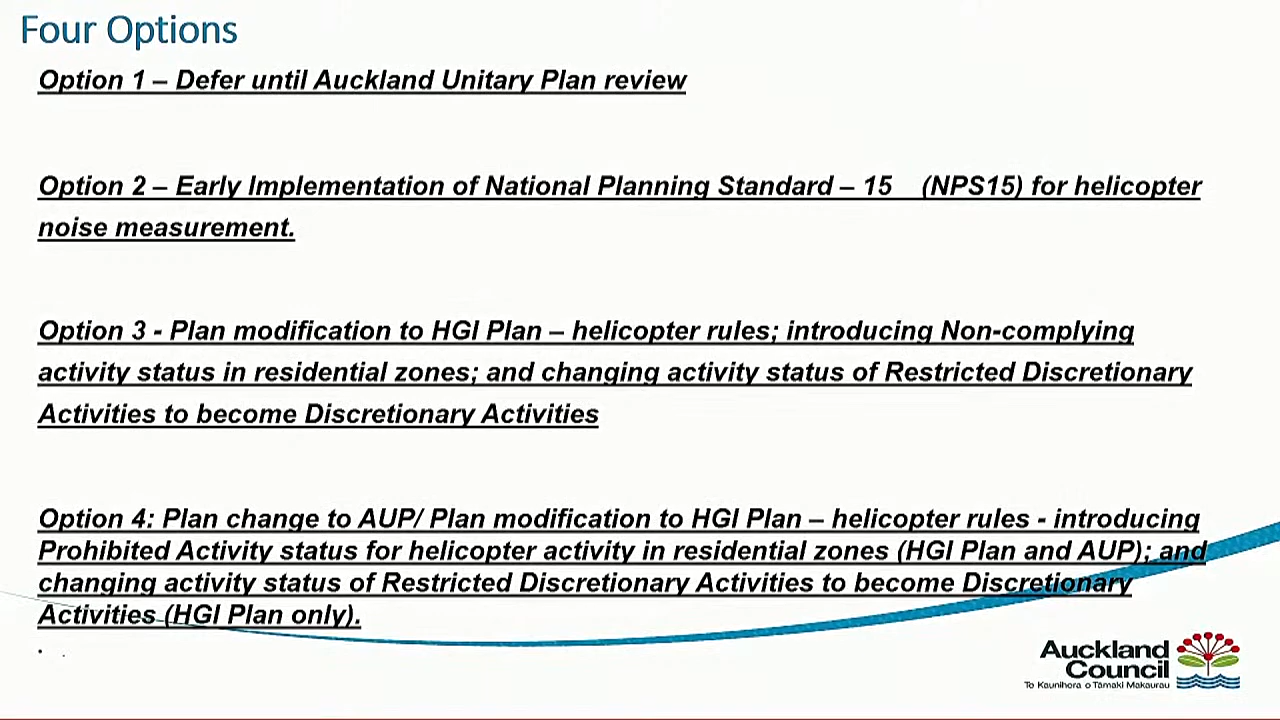 Four Options
Option 1 – Defer until Auckland Unitary Plan review
Option 2 – Early Implementation of National Planning Standard – 15 (NPS15) for helicopter
noise measurement.
Option 3 - Plan modification to HGI Plan – helicopter rules; introducing Non-complying
activity status in residential zones; and changing activity status of Restricted Discretionary
Activities to become Discretionary Activities
Option 4: Plan change to AUP/ Plan modification to HGI Plan – helicopter rules - introducing
Prohibited Activity status for helicopter activity in residential zones (HGI Plan and AUP); and
changing activity status of Restricted Discretionary Activities to become Discretionary
Activities (HGI Plan only).
Auckland
Council
Te Kaunihera o Tāmaki Makaurau